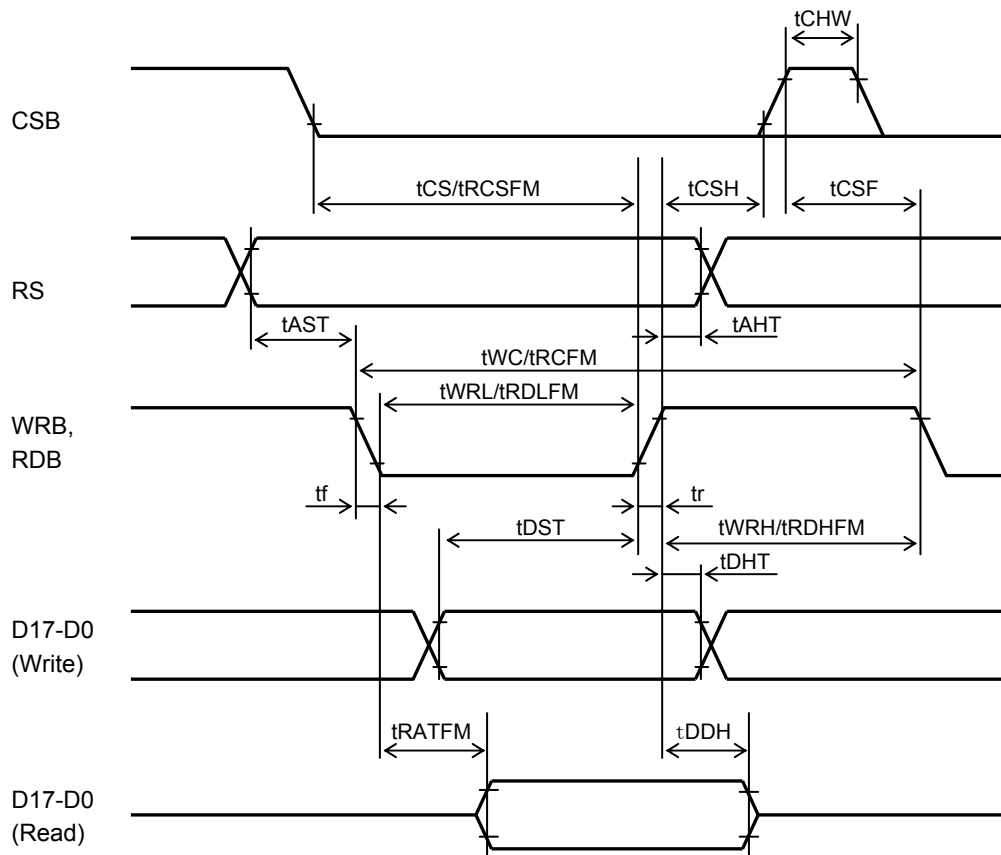 tCHW
CSB
tCS/tRCSFM
tCSH
tCSF
RS
tAST
tAHT
tWC/tRCFM
tWRL/tRDLFM
WRB,
RDB
tf
tr
tDST
tWRH/tRDHFM
tDHT
D17-D0
(Write)
tRATFM
tDDH
D17-D0
(Read)